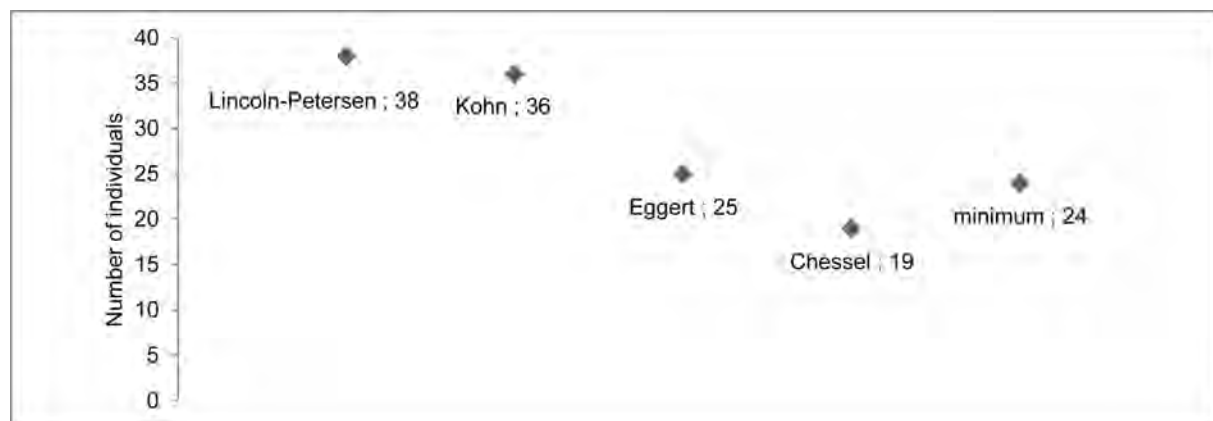 Number of individuals
40
35
30
25
20
15
10
5
0
Lincoln-Petersen ; 38
Kohn ; 36
Eggert ; 25
Chessel ; 19
minimum ; 24